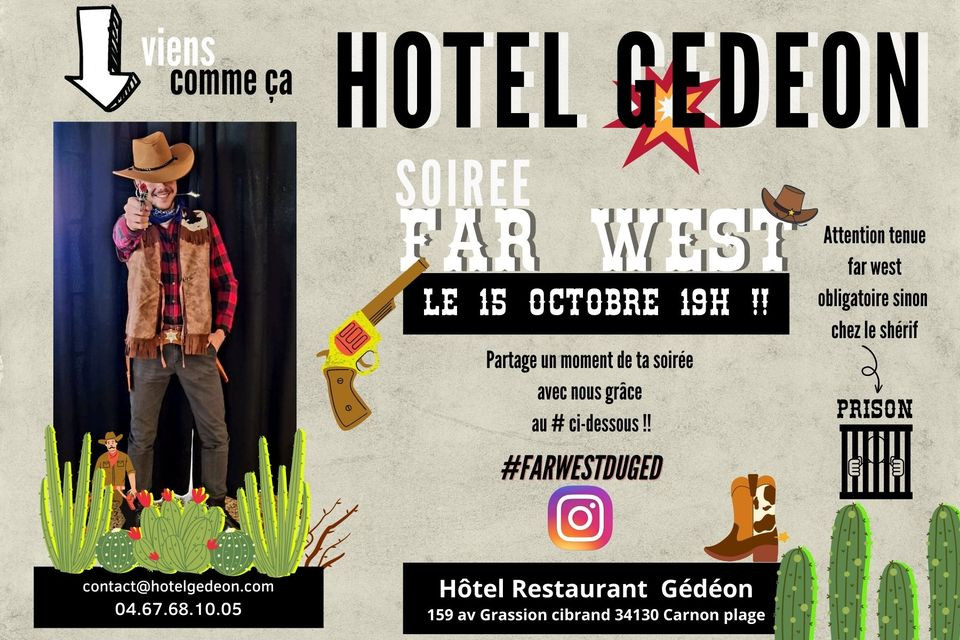 viens
comme ça
HOTEL GEDEON
SOIREE
FAR WEST
LE 15 OCTOBRE 19H !!
Attention tenue
far west
obligatoire sinon
chez le shérif
PRISON
Partage un moment de ta soirée
avec nous grâce
au # ci-dessous !!
#FARWESTDUGED
contact@hotelgedeon.com
04.67.68.10.05
Hôtel Restaurant Gédéon
159 av Grassion cibrand 34130 Carnon plage